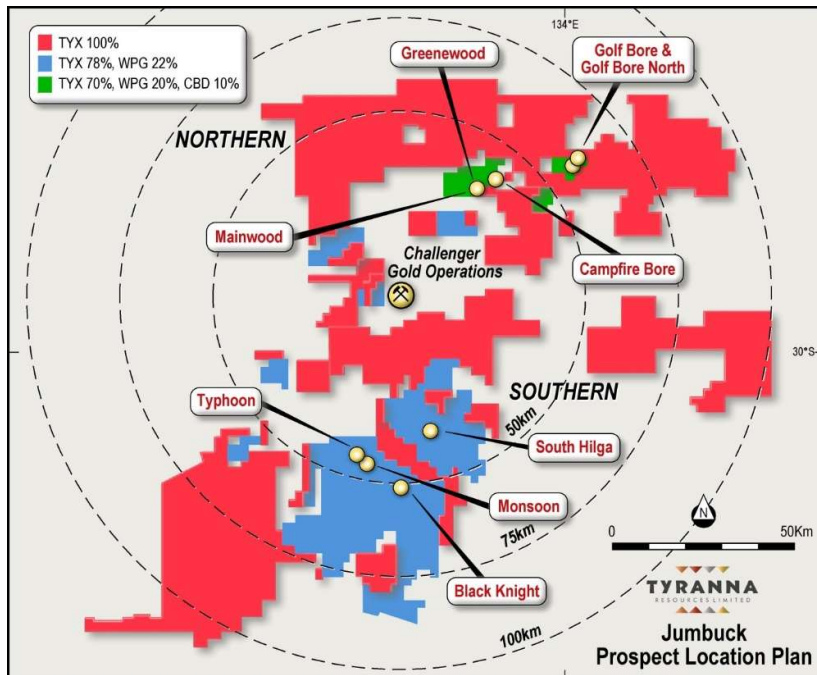 TYX 100%
TYX 78%, WPG 22%
TYX 70%, WPG 20%, CBD 10%
134°E
Greenewood
Golf Bore &
Golf Bore North
NORTHERN
Mainwood
Challenger
Gold Operations
Campfire Bore
30°S
SOUTHERN
Typhoon
50km
South Hilga
Monsoon
75km
Black Knight
100km
N
0 50Km
TYRANNA
RESOURCES LIMITED
Jumbuck
Prospect Location Plan